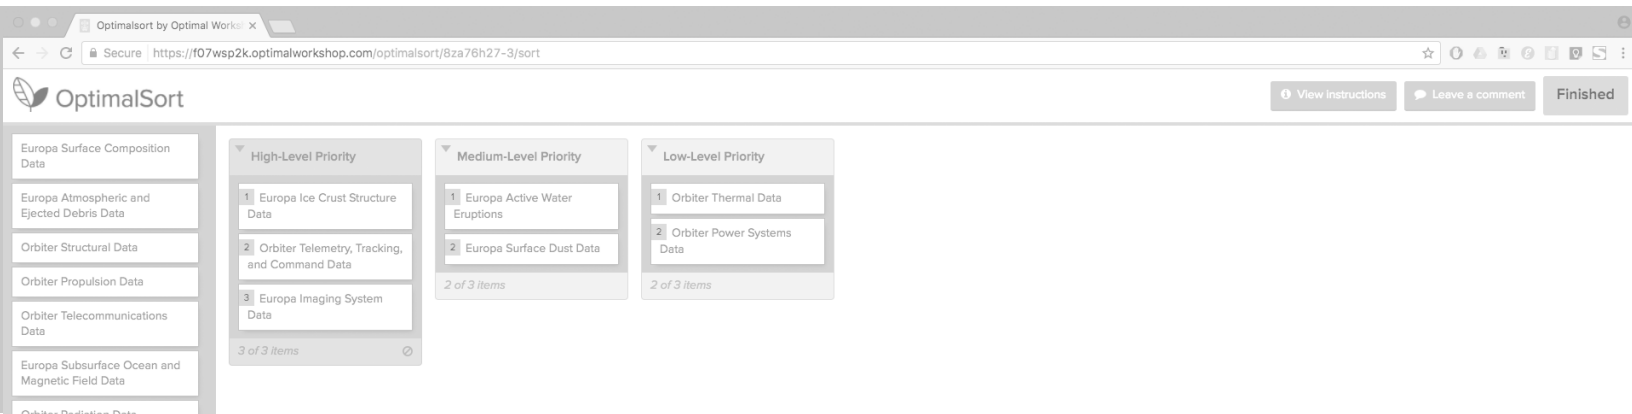 Optimalsort by Optimal Works
Secure https://f07wsp2k.optimalworkshop.com/optimalsort/8za76h27-3/sort
OptimalSort
View instructions
Leave a comment
Finished
Europa Surface Composition
Data
Europa Atmospheric and
Ejected Debris Data
Orbiter Structural Data
Orbiter Propulsion Data
Orbiter Telecommunications
Data
Europa Subsurface Ocean and
Magnetic Field Data
Orbiter Radiation Data
High-Level Priority
1 Europa Ice Crust Structure
Data
2 Orbiter Telemetry, Tracking,
and Command Data
3 Europa Imaging System
Data
3 of 3 items
Medium-Level Priority
1 Europa Active Water
Eruptions
2 Europa Surface Dust Data
2 of 3 items
Low-Level Priority
1 Orbiter Thermal Data
2 Orbiter Power Systems
Data
2 of 3 items